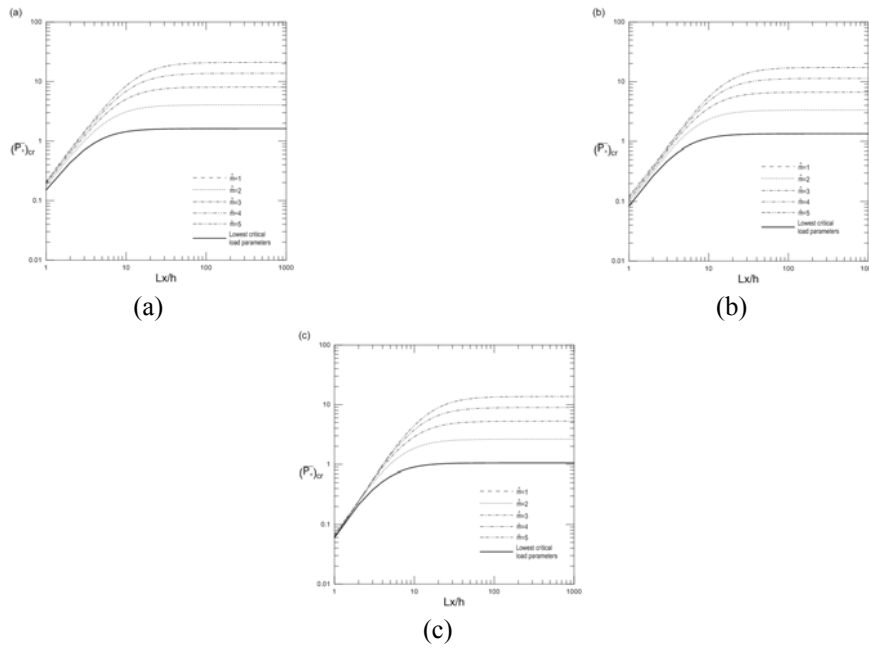 (a)
100
10
1
0.1
0.01
(P̄ₓ)cr
m̂=1
m̂=2
m̂=3
m̂=4
m̂=5
Lowest critical
load parameters
1 10 100 1000
Lx/h
(a)
(b)
100
10
1
0.1
0.01
m̂=1
m̂=2
m̂=3
m̂=4
m̂=5
Lowest critical
load parameters
1 10 100 1000
Lx/h
(b)
(c)
100
10
1
0.1
0.01
m̂=1
m̂=2
m̂=3
m̂=4
m̂=5
Lowest critical
load parameters
1 10 100 1000
Lx/h
(c)